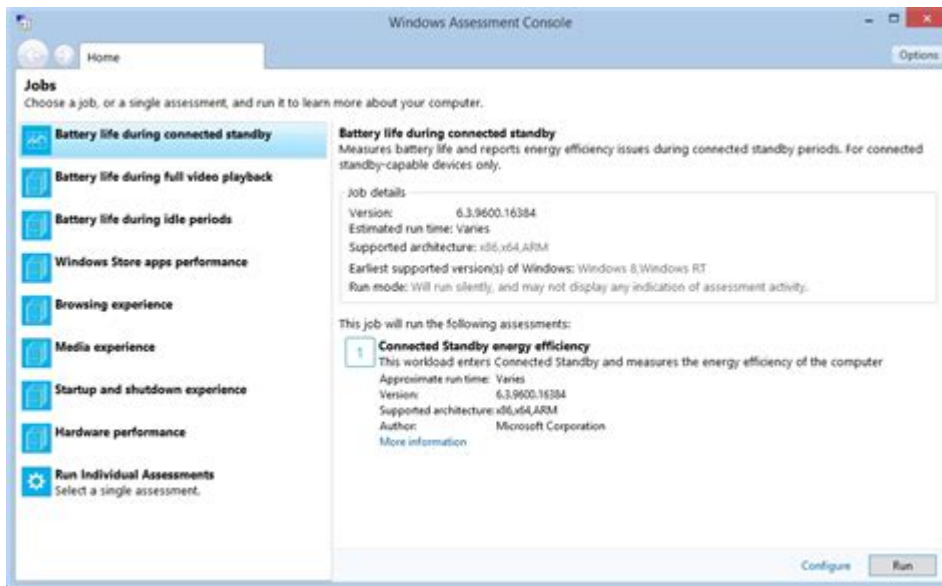 Windows Assessment Console
Home
Options
Jobs
Choose a job, or a single assessment, and run it to learn more about your computer.
Battery life during connected standby
Battery life during full video playback
Battery life during idle periods
Windows Store apps performance
Browsing experience
Media experience
Startup and shutdown experience
Hardware performance
Run Individual Assessments
Select a single assessment.
Battery life during connected standby
Measures battery life and reports energy efficiency issues during connected standby periods. For connected
standby-capable devices only.
Job details
Version: 6.3.9600.16384
Estimated run time: Varies
Supported architecture: x86,x64,ARM
Earliest supported version(s) of Windows: Windows 8,Windows RT
Run mode: Will run silently, and may not display any indication of assessment activity.
This job will run the following assessments:
1
Connected Standby energy efficiency
This workload enters Connected Standby and measures the energy efficiency of the computer
Approximate run time: Varies
Version: 6.3.9600.16384
Supported architecture: x86,x64,ARM
Author: Microsoft Corporation
More information
Configure
Run